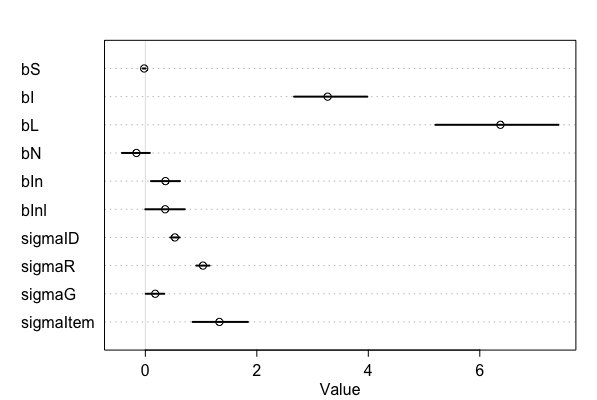 bS
bI
bL
bN
bIn
bInl
sigmaID
sigmaR
sigmaG
sigmaItem
0 2 4 6
Value